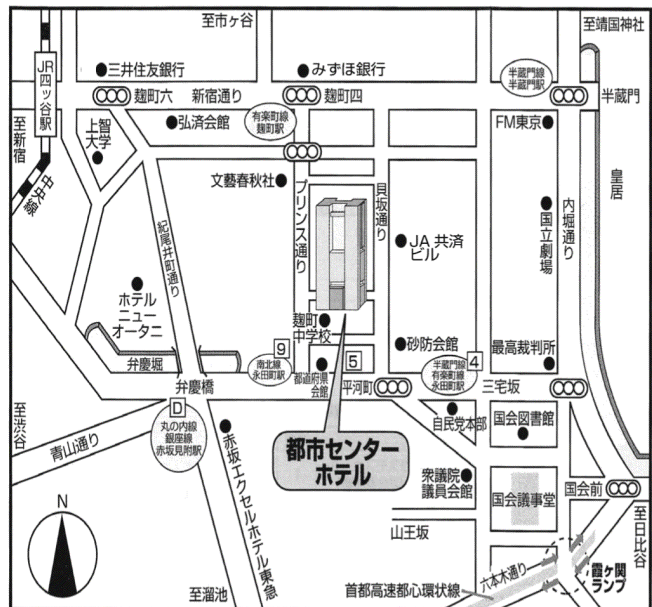 至市ヶ谷
至靖国神社
JR四ッ谷駅
三井住友銀行
みずほ銀行
半蔵門線
半蔵門駅
麹町六
新宿通り
麹町四
半蔵門
至新宿
上智
大学
弘済会館
有楽町線
麹町駅
FM東京
中央線
文藝春秋社
プリンス通り
貝坂通り
皇居
内堀通り
国立劇場
紀尾井町通り
JA 共済
ビル
ホテル
ニュー
オータニ
麹町
中学校
砂防会館
最高裁判所
弁慶堀
南北線
永田町駅
9
都道府県
会館
5
半蔵門線
有楽町線
永田町駅
4
弁慶橋
平河町
三宅坂
至渋谷
青山通り
D
丸の内線
銀座線
赤坂見附駅
赤坂エクセルホテル東急
自民党本部
国会図書館
都市センター
ホテル
衆議院
議員会館
国会議事堂
国会前
至日比谷
山王坂
N
六本木通り
霞ヶ関
ランプ
首都高速都心環状線
至溜池